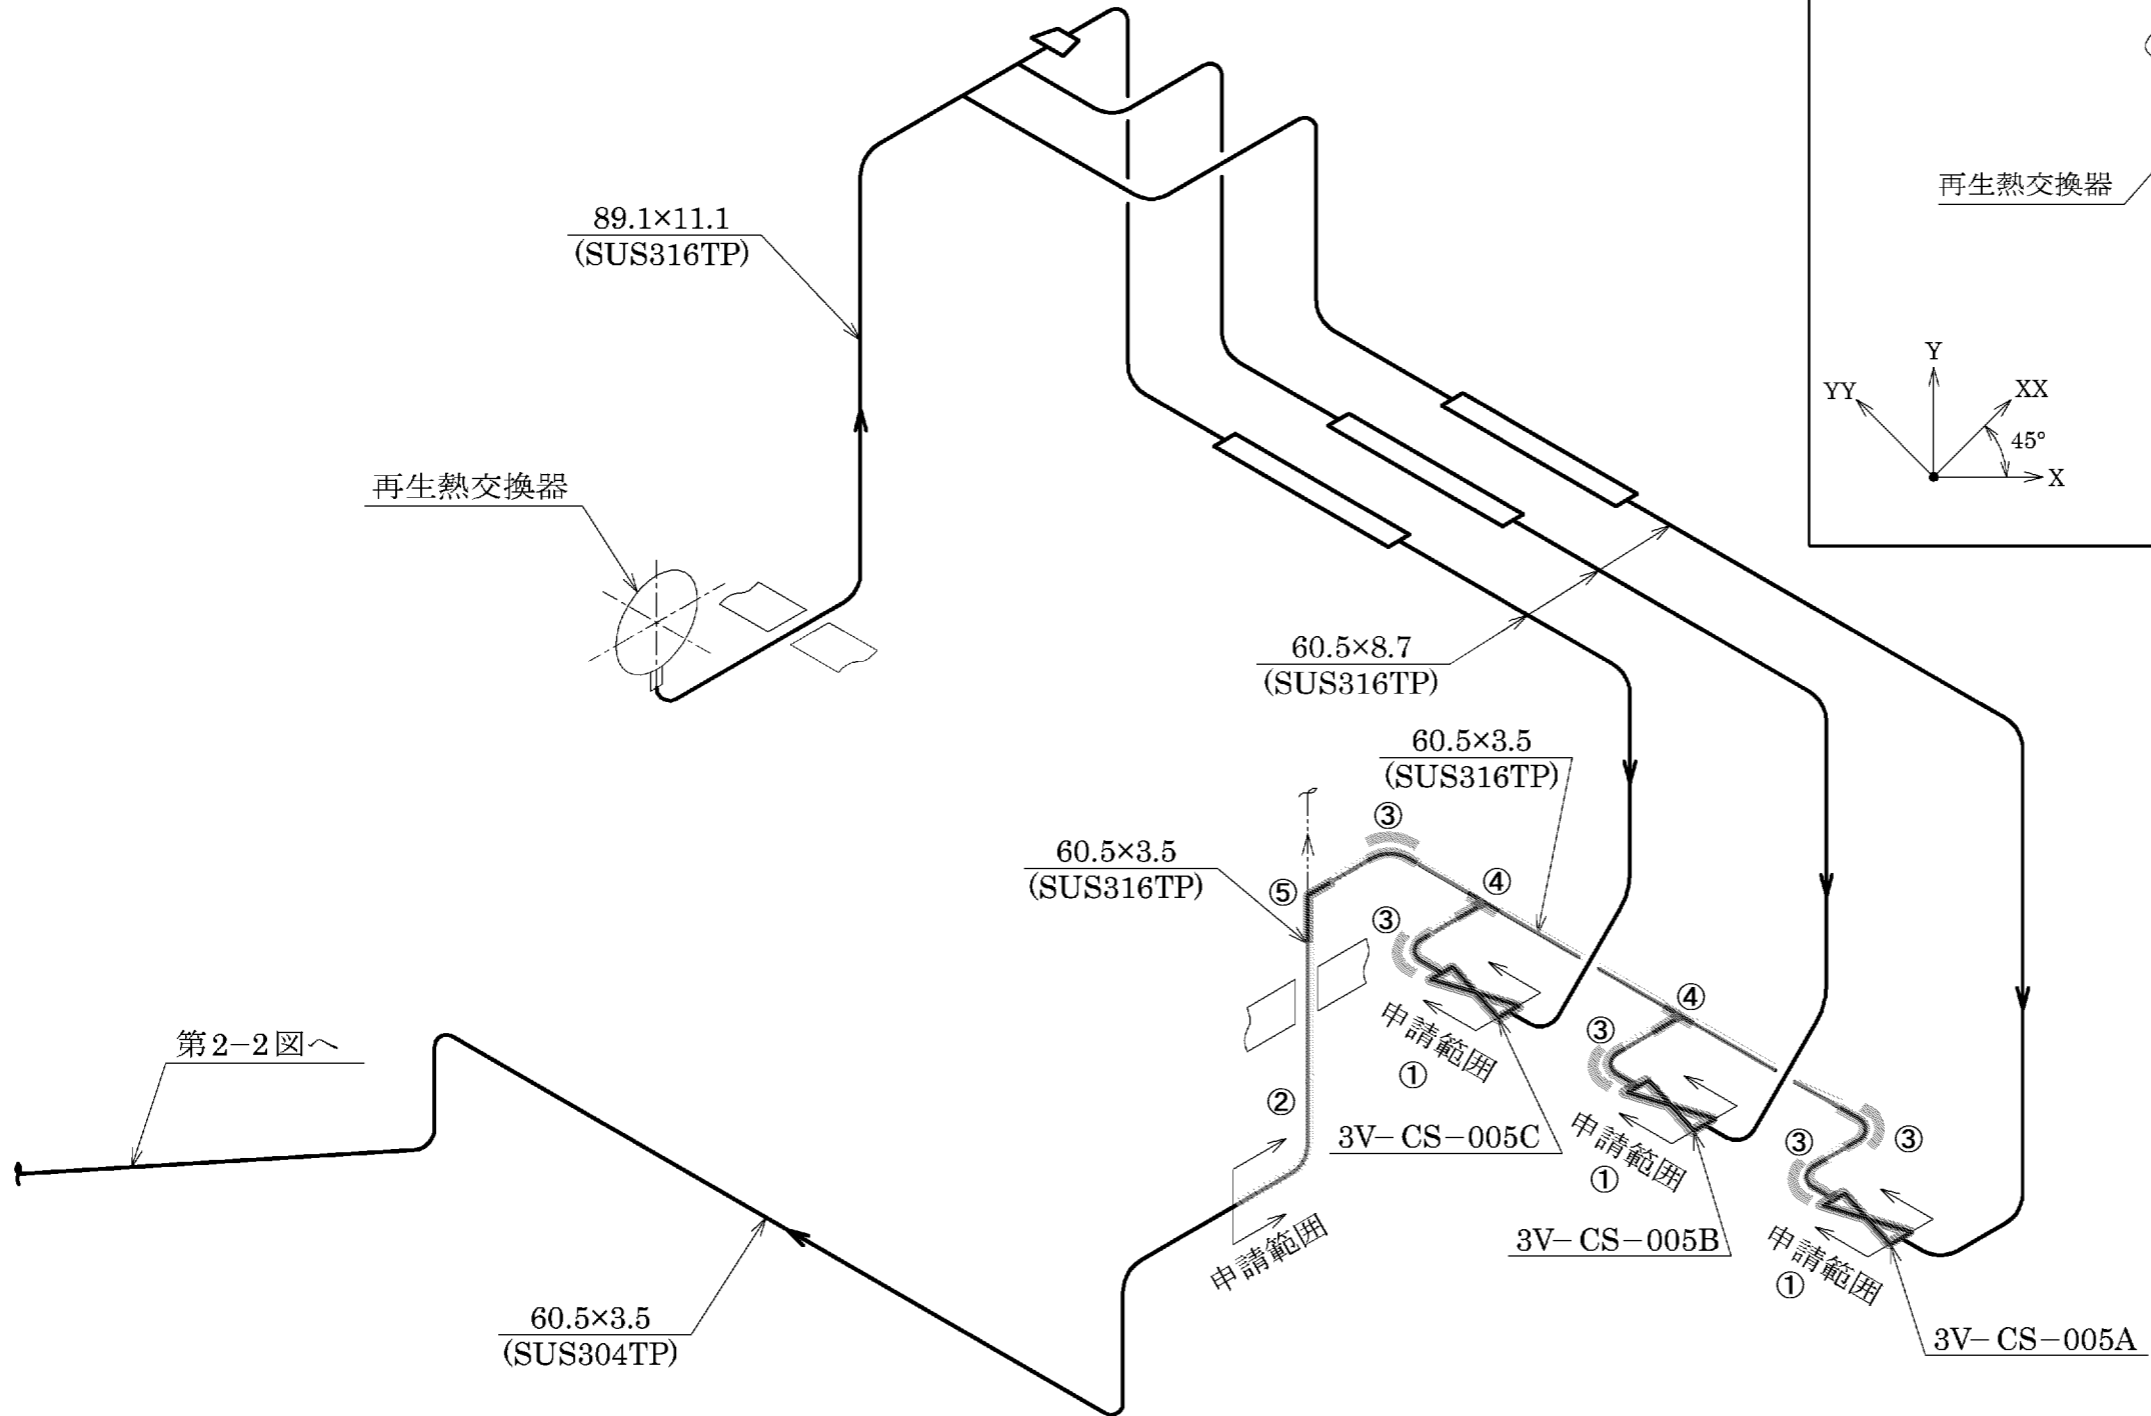 再生熱交換器
Y
YY
XX
45°
X
89.1×11.1
(SUS316TP)
再生熱交換器
60.5×8.7
(SUS316TP)
60.5×3.5
(SUS316TP)
60.5×3.5
(SUS316TP)
③
⑤
④
③
申請範囲
①
3V-CS-005C
④
③
申請範囲
①
3V-CS-005B
③
③
申請範囲
①
3V-CS-005A
②
申請範囲
第2-2図へ
60.5×3.5
(SUS304TP)